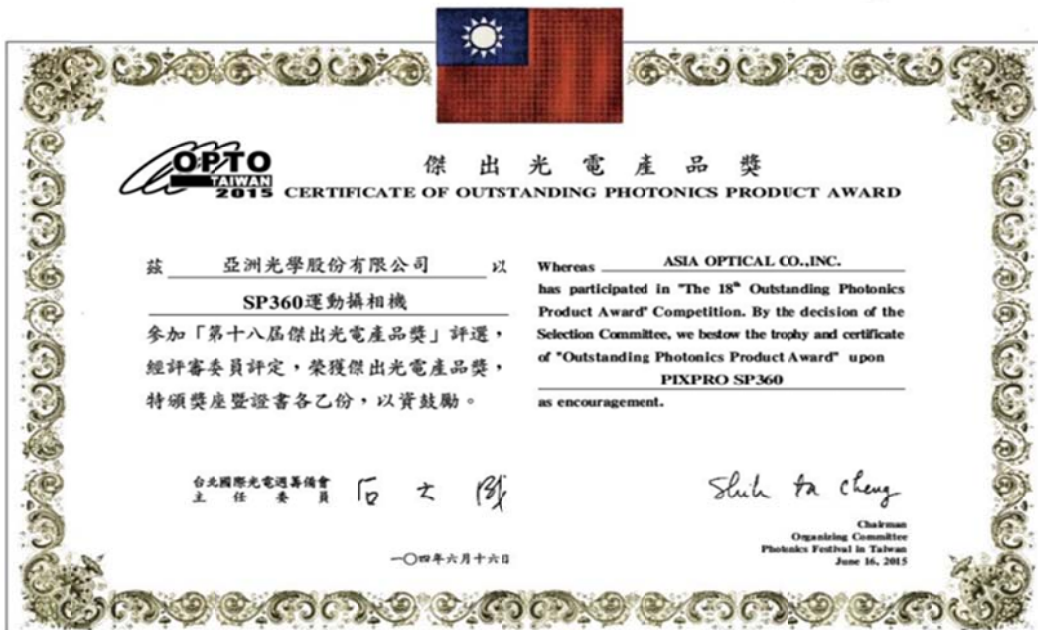 OPTO
TAIWAN
2015
傑出光電產品獎
CERTIFICATE OF OUTSTANDING PHOTONICS PRODUCT AWARD
茲 亞洲光學股份有限公司 以
SP360運動攝相機
參加「第十八屆傑出光電產品獎」評選，
經評審委員評定，榮獲傑出光電產品獎，
特頒獎座暨證書各乙份，以資鼓勵。
台北國際光電週籌備會
主任委員 石大成
一〇四年六月十六日
Whereas ASIA OPTICAL CO.,INC.
has participated in "The 18th Outstanding Photonics
Product Award" Competition. By the decision of the
Selection Committee, we bestow the trophy and certificate
of "Outstanding Photonics Product Award" upon
PIXPRO SP360
as encouragement.
Shih ta cheng
Chairman
Organizing Committee
Photonics Festival in Taiwan
June 16, 2015